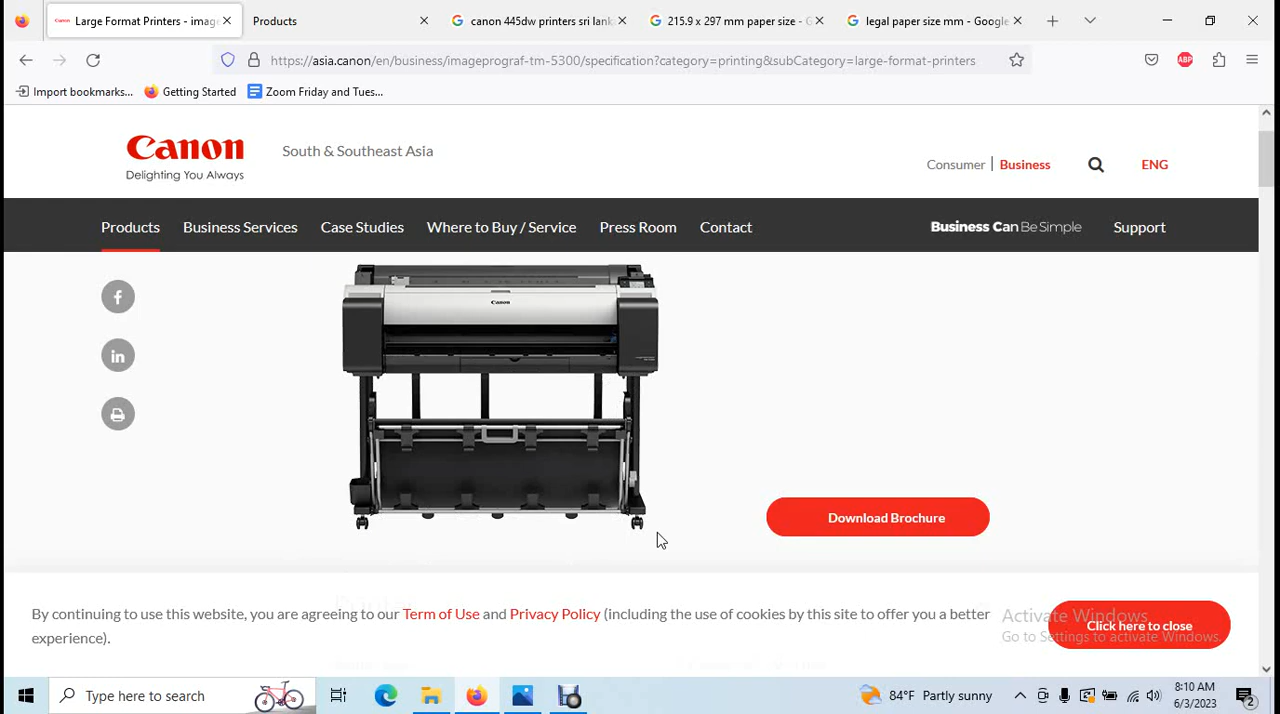 Canon Large Format Printers - image
Products
canon 445dw printers sri lank
215.9 x 297 mm paper size - G
legal paper size mm - Google
https://asia.canon/en/business/imageprograf-tm-5300/specification?category=printing&subCategory=large-format-printers
ABP
Import bookmarks...
Getting Started
Zoom Friday and Tues...
Canon
Delighting You Always
South & Southeast Asia
Consumer | Business
ENG
Products
Business Services
Case Studies
Where to Buy / Service
Press Room
Contact
Business Can Be Simple
Support
Canon
Download Brochure
By continuing to use this website, you are agreeing to our Term of Use and Privacy Policy (including the use of cookies by this site to offer you a better
experience).
Click here to close
Activate Windows
Go to Settings to activate Windows.
Type here to search
84°F Partly sunny
8:10 AM
6/3/2023
2